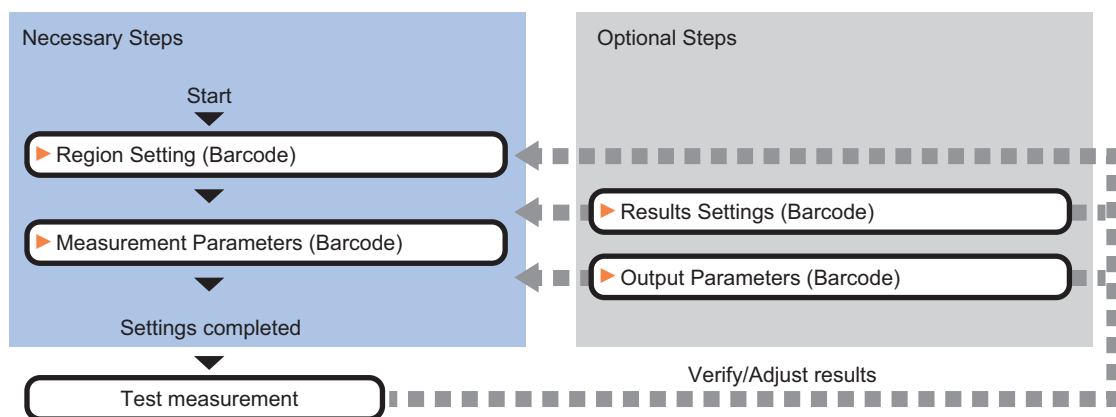 Necessary Steps
Start
Region Setting (Barcode)
Measurement Parameters (Barcode)
Settings completed
Test measurement
Optional Steps
Results Settings (Barcode)
Output Parameters (Barcode)
Verify/Adjust results